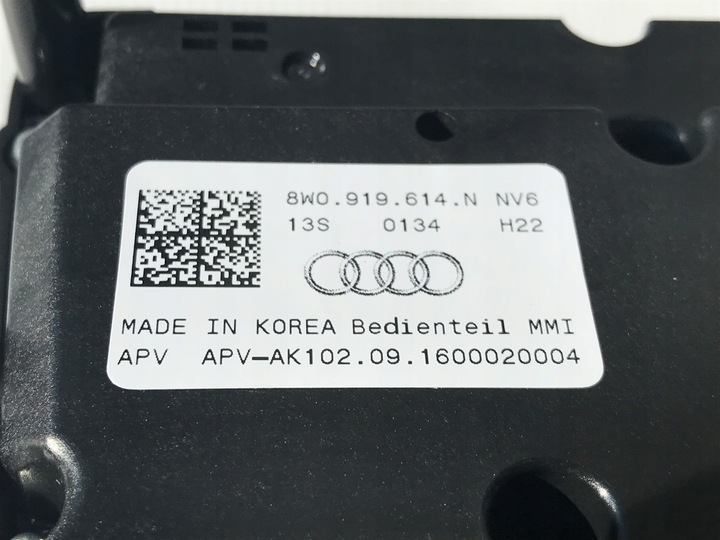 8W0.919.614.N NV6
13S 0134 H22
MADE IN KOREA Bedienteil MMI
APV APV-AK102.09.1600020004